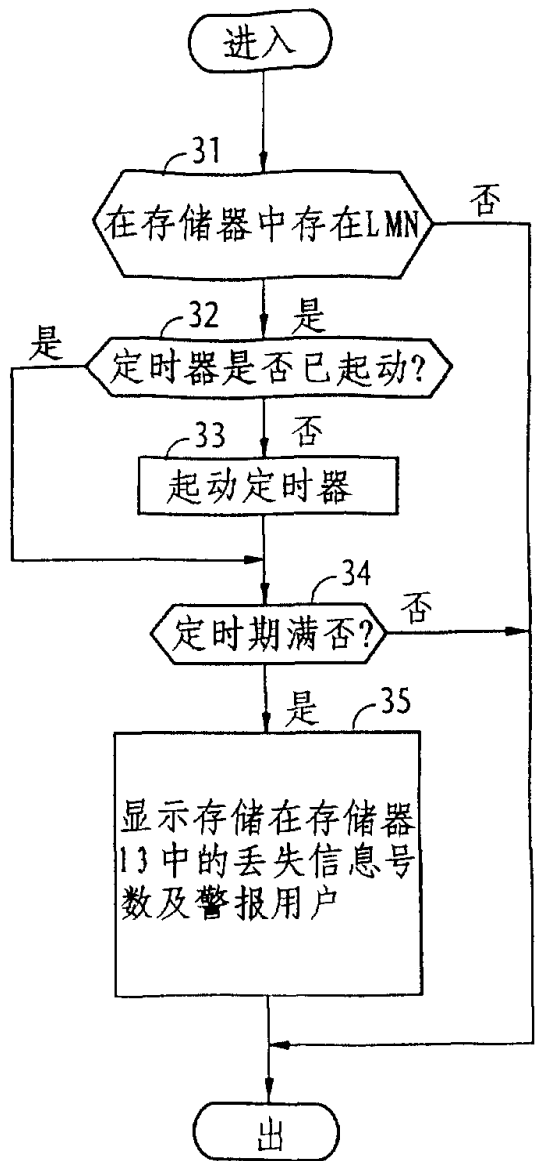 进入
31
在存储器中存在LMN
否
是
32
定时器是否已起动?
是
否
33
起动定时器
34
定时期满否?
否
是
35
显示存储在存储器
13中的丢失信息号
数及警报用户
出